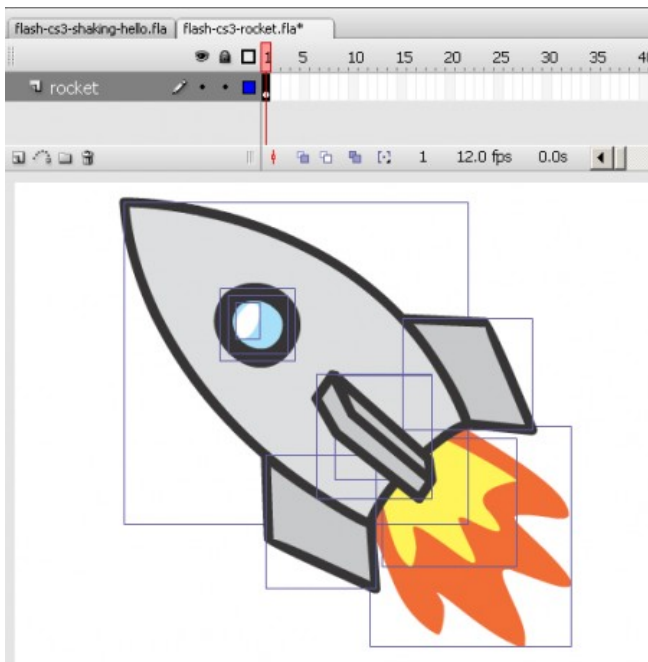 flash-cs3-shaking-hello.fla flash-cs3-rocket.fla*
1 5 10 15 20 25 30 35 40
rocket
1 12.0 fps 0.0s